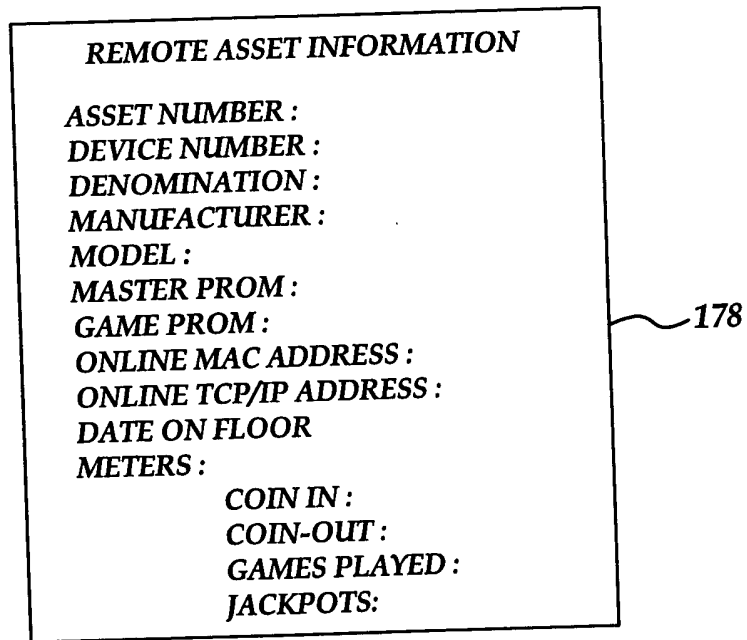 REMOTE ASSET INFORMATION
ASSET NUMBER :
DEVICE NUMBER :
DENOMINATION :
MANUFACTURER :
MODEL :
MASTER PROM :
GAME PROM :
ONLINE MAC ADDRESS :
ONLINE TCP/IP ADDRESS :
DATE ON FLOOR
METERS :
COIN IN :
COIN-OUT :
GAMES PLAYED :
JACKPOTS:
178